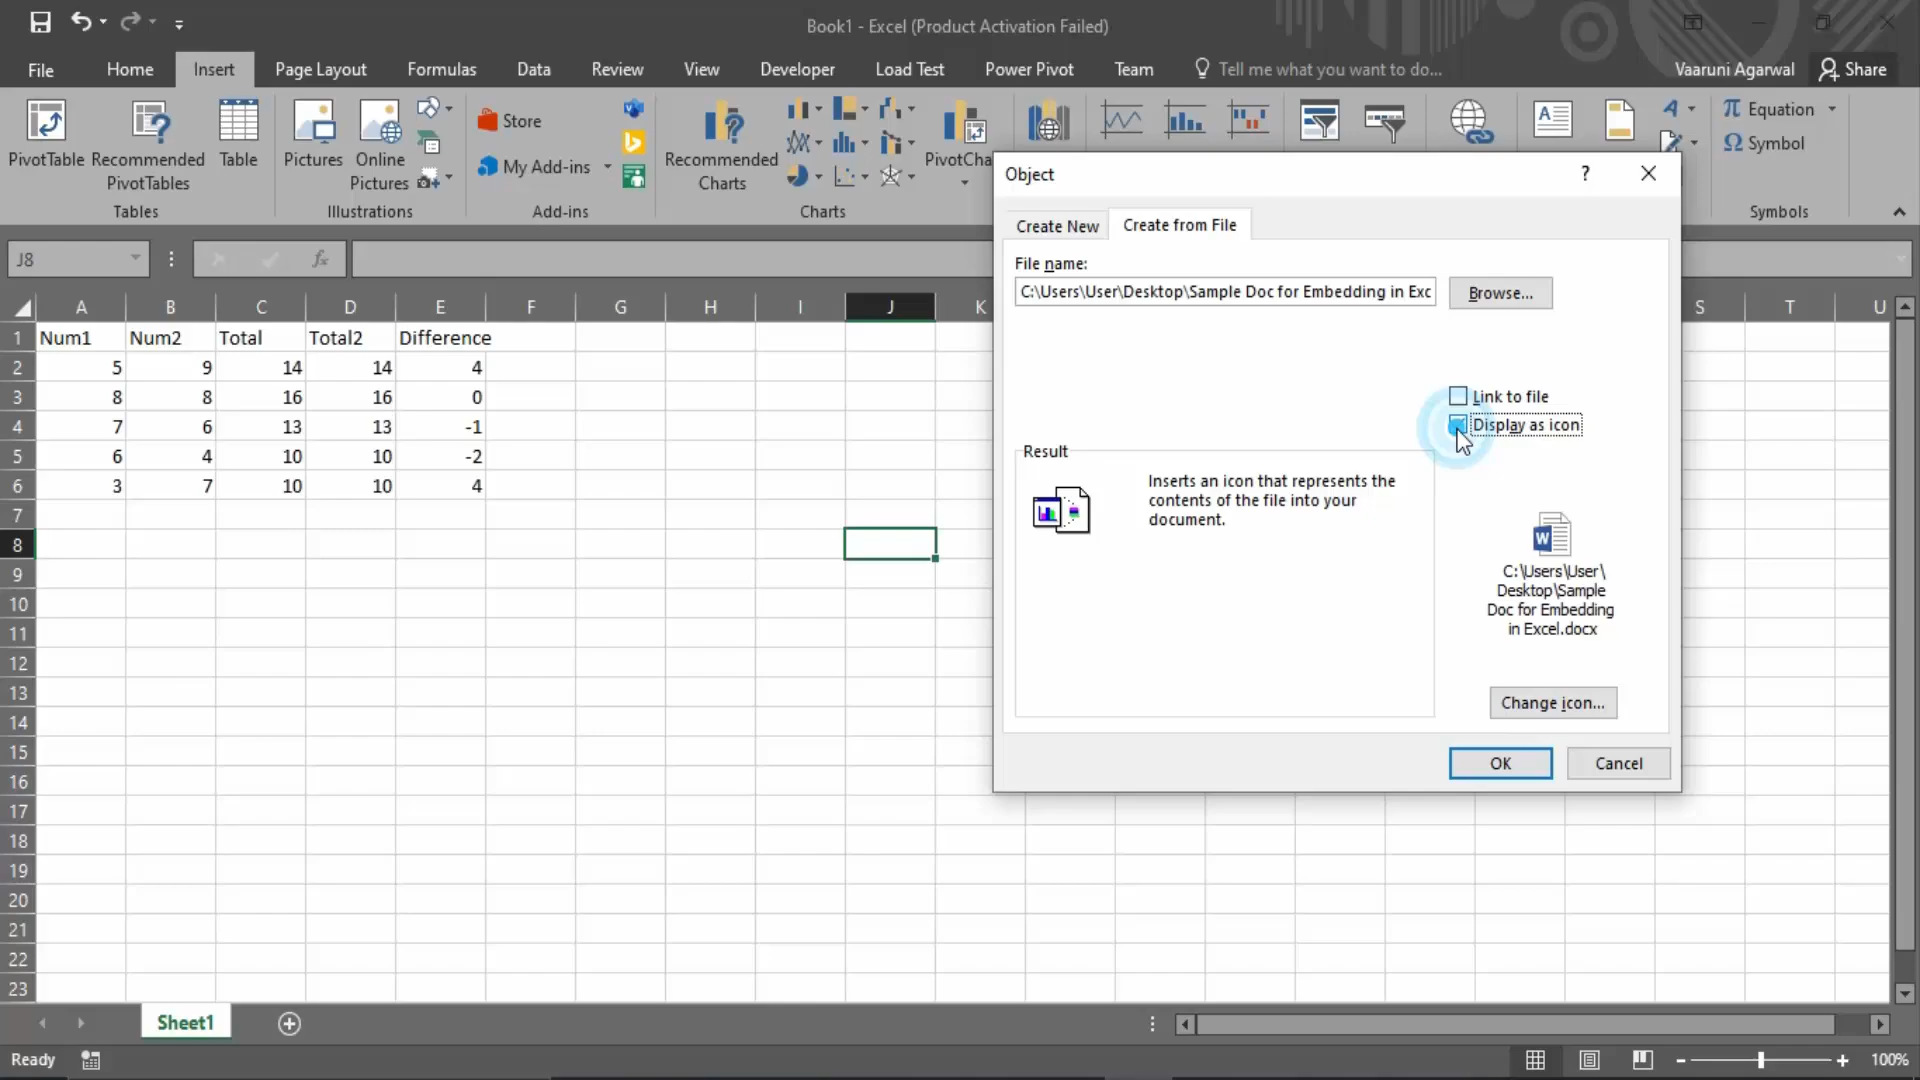 Book1 - Excel (Product Activation Failed)
File Home Insert Page Layout Formulas Data Review View Developer Load Test Power Pivot Team Tell me what you want to do... Vaaruni Agarwal Share
PivotTable
Recommended
PivotTables
Table
Tables
Pictures
Online
Pictures
Illustrations
Store
My Add-ins
Add-ins
Recommended
Charts
Charts
PivotCha
Equation
Symbol
Symbols
Object
?
Create New
Create from File
File name:
C:\Users\User\Desktop\Sample Doc for Embedding in Exc
Browse...
Link to file
Display as icon
Result
Inserts an icon that represents the
contents of the file into your
document.
C:\Users\User\
Desktop\Sample
Doc for Embedding
in Excel.docx
Change icon...
OK
Cancel
J8
fx
A B C D E F G H I J K S T U
1 Num1 Num2 Total Total2 Difference
2 5 9 14 14 4
3 8 8 16 16 0
4 7 6 13 13 -1
5 6 4 10 10 -2
6 3 7 10 10 4
7
8
9
10
11
12
13
14
15
16
17
18
19
20
21
22
23
Sheet1
Ready
100%